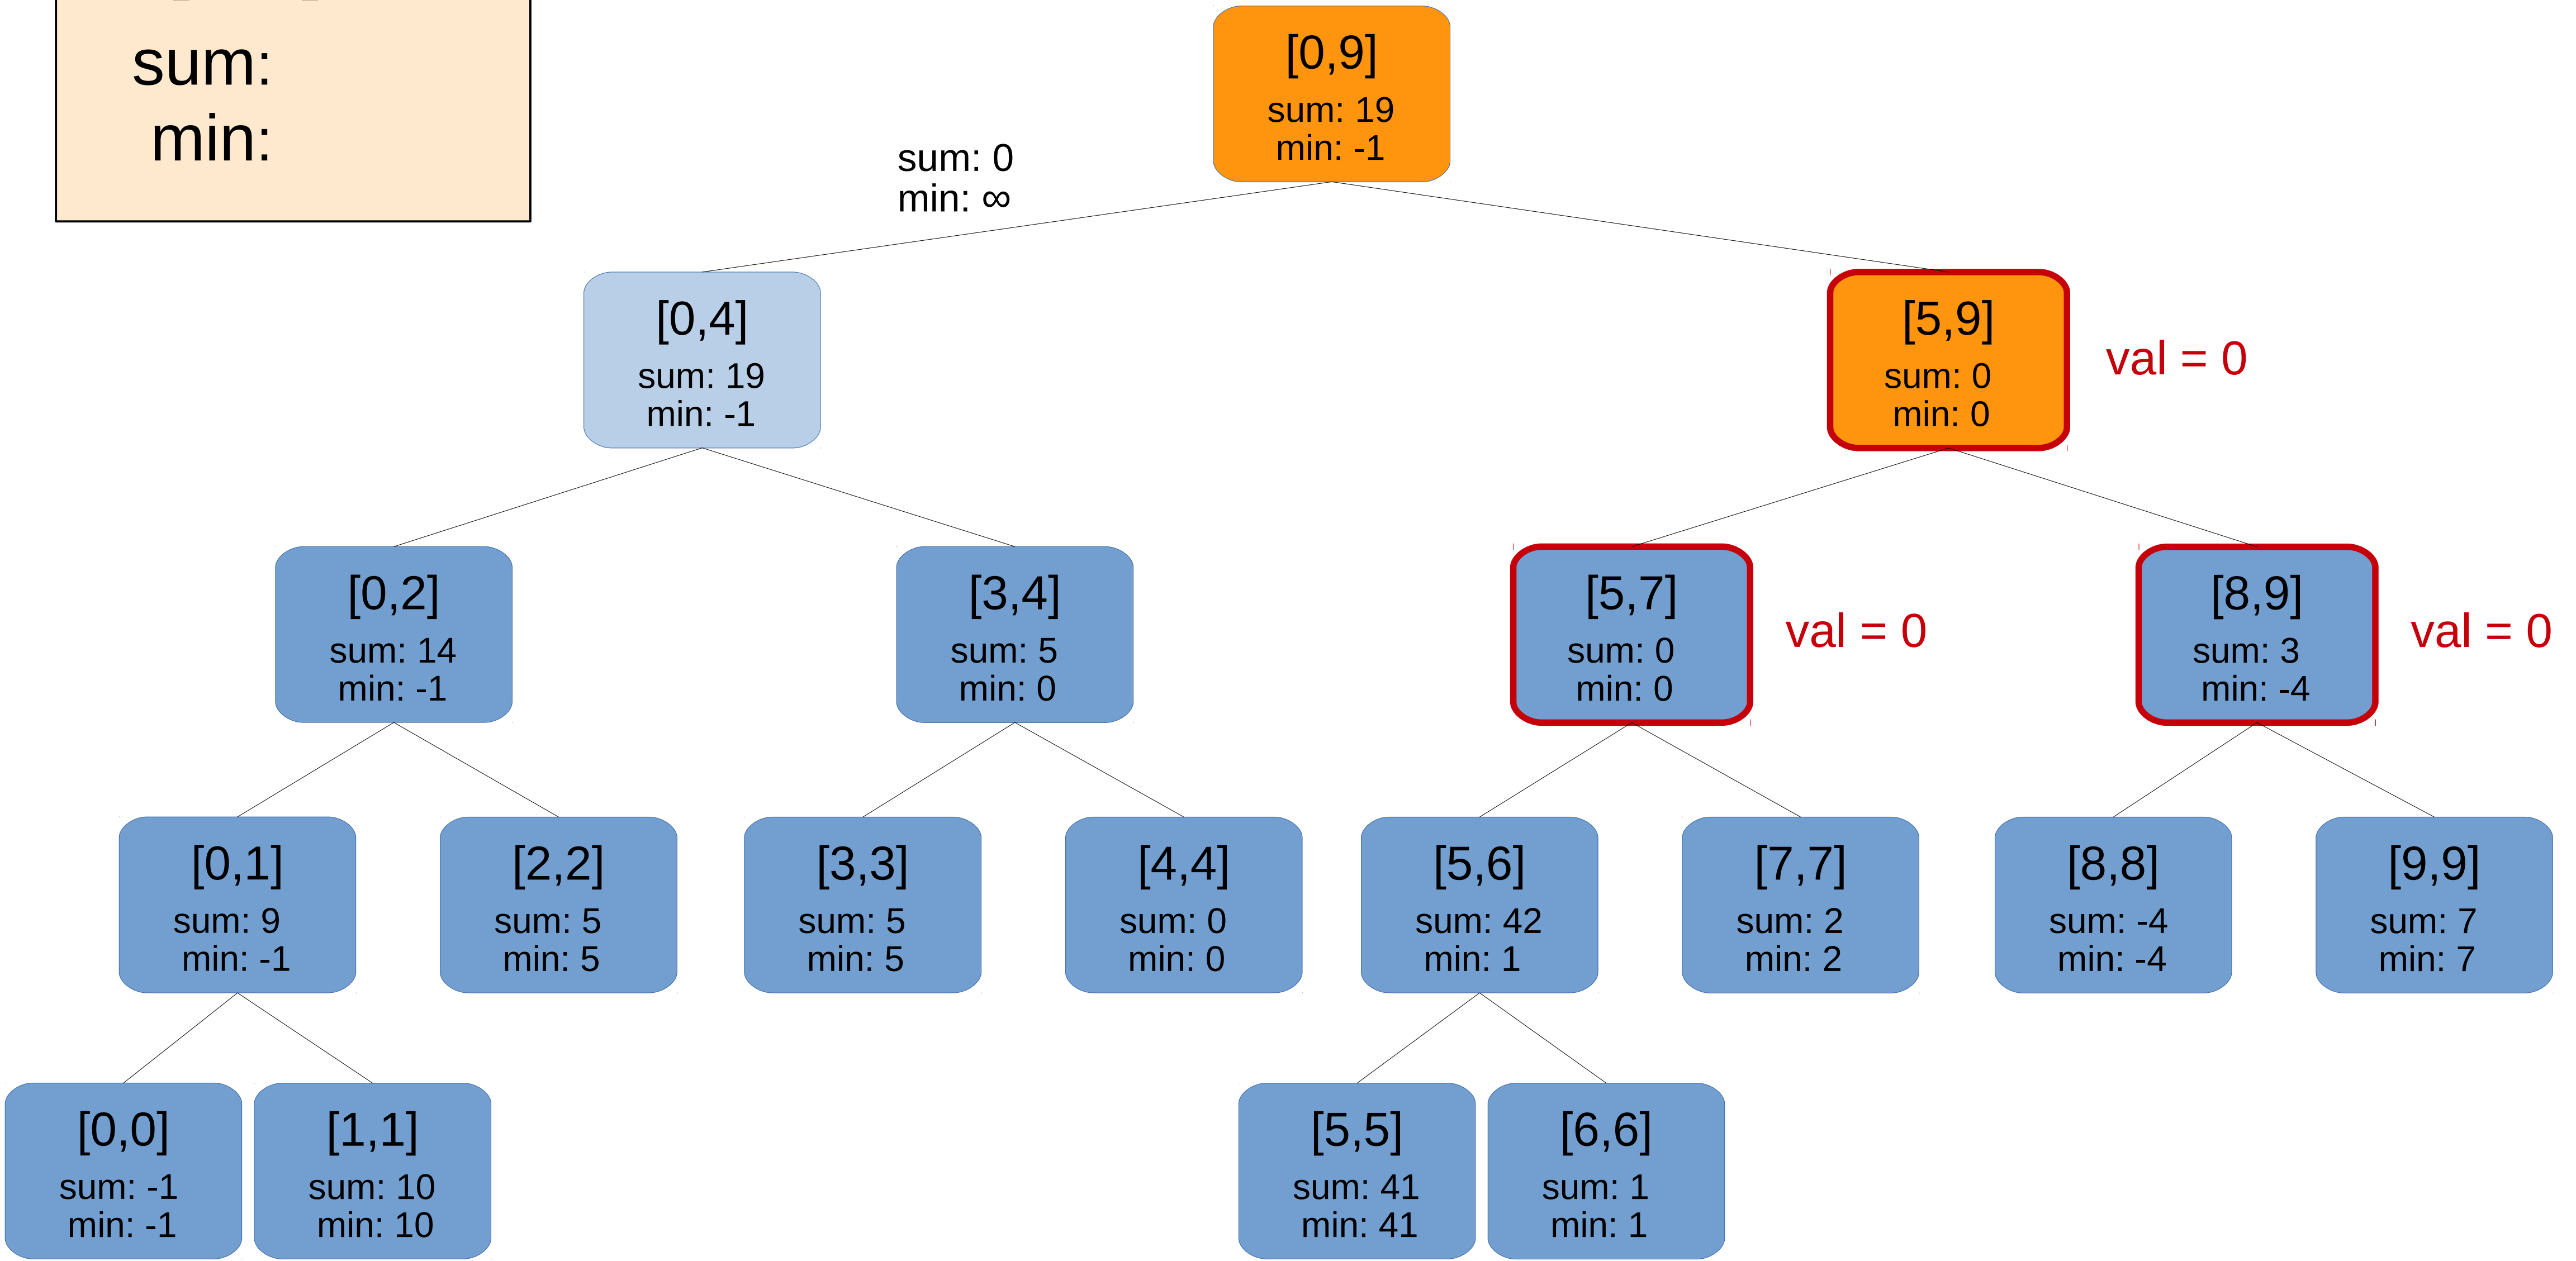 sum:
min:
[0,9]
sum: 19
min: -1
sum: 0
min: ∞
[0,4]
sum: 19
min: -1
[5,9]
sum: 0
min: 0
val = 0
[0,2]
sum: 14
min: -1
[3,4]
sum: 5
min: 0
[5,7]
sum: 0
min: 0
val = 0
[8,9]
sum: 3
min: -4
val = 0
[0,1]
sum: 9
min: -1
[2,2]
sum: 5
min: 5
[3,3]
sum: 5
min: 5
[4,4]
sum: 0
min: 0
[5,6]
sum: 42
min: 1
[7,7]
sum: 2
min: 2
[8,8]
sum: -4
min: -4
[9,9]
sum: 7
min: 7
[0,0]
sum: -1
min: -1
[1,1]
sum: 10
min: 10
[5,5]
sum: 41
min: 41
[6,6]
sum: 1
min: 1